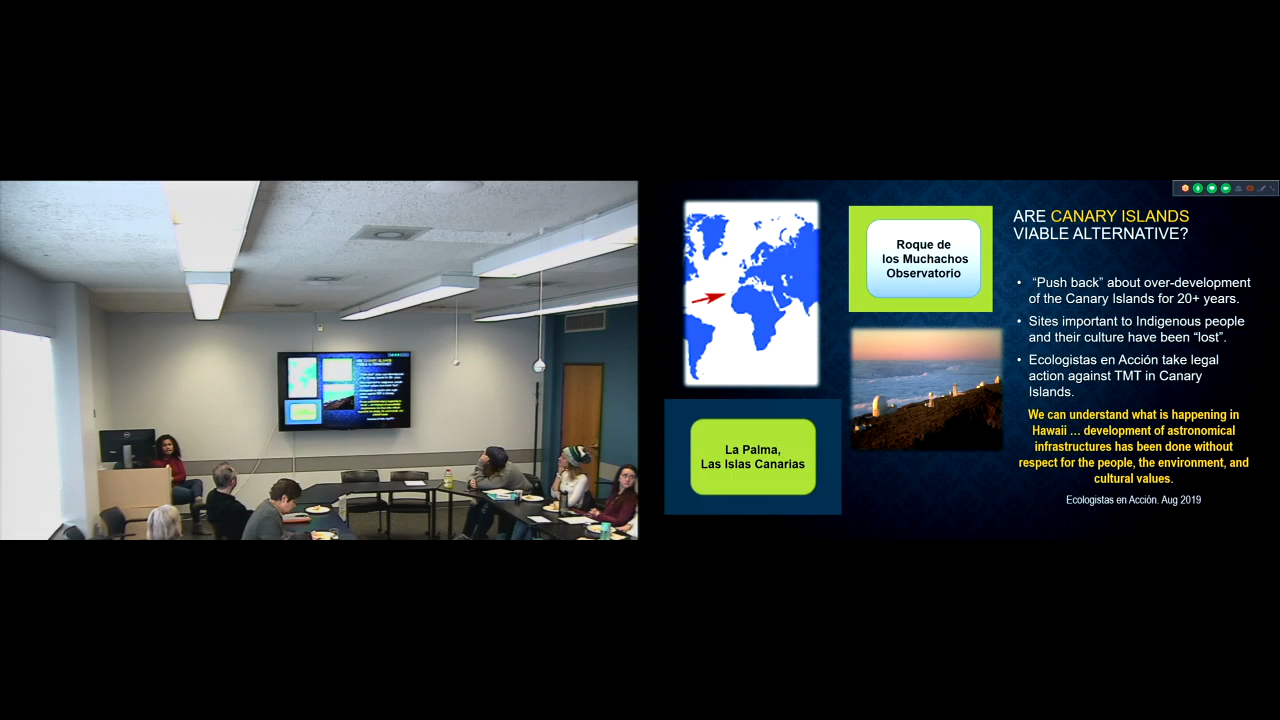 Roque de
los Muchachos
Observatorio
La Palma,
Las Islas Canarias
ARE CANARY ISLANDS
VIABLE ALTERNATIVE?
• “Push back” about over-development
of the Canary Islands for 20+ years.
• Sites important to Indigenous people
and their culture have been “lost”.
• Ecologistas en Acción take legal
action against TMT in Canary
Islands.
We can understand what is happening in
Hawaii … development of astronomical
infrastructures has been done without
respect for the people, the environment, and
cultural values.
Ecologistas en Acción. Aug 2019